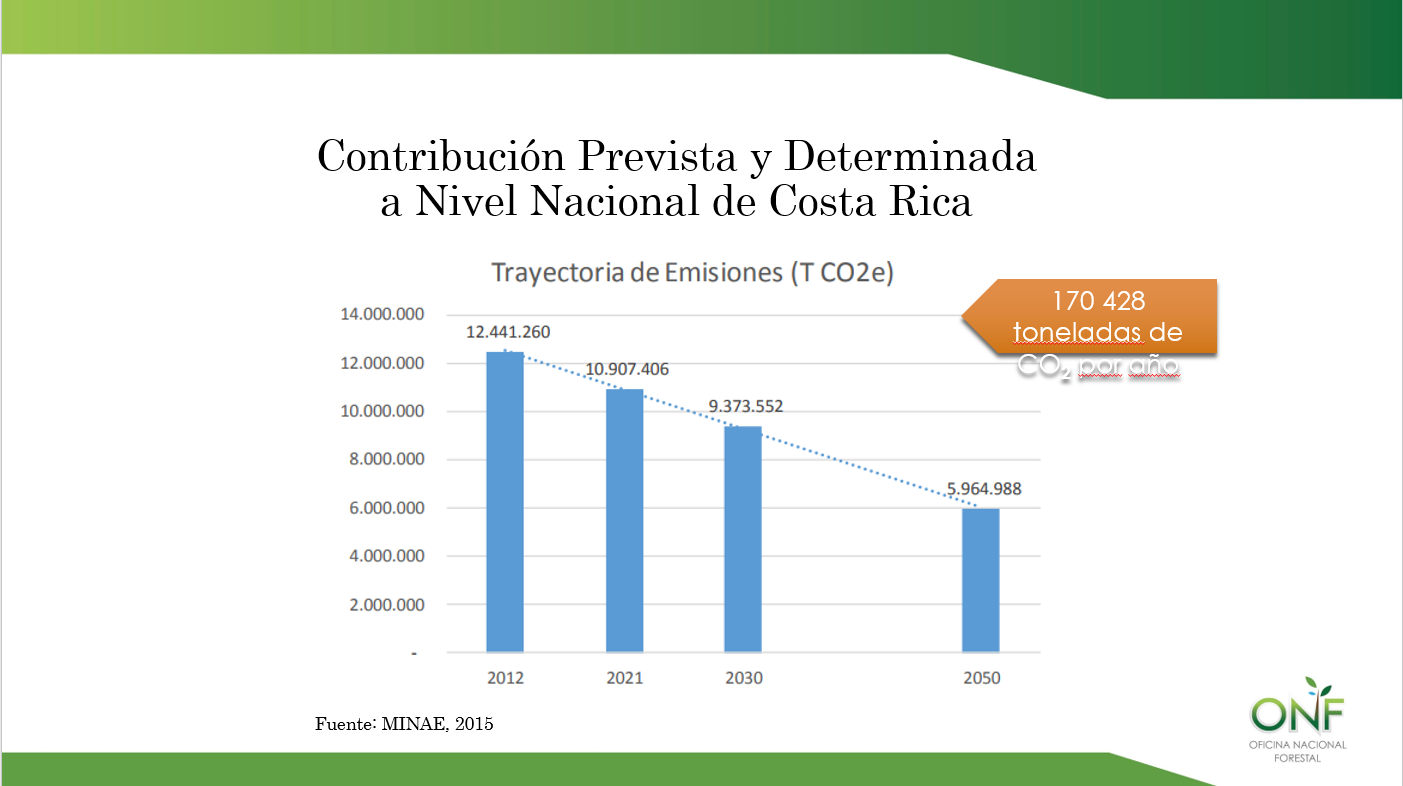 Contribución Prevista y Determinada
a Nivel Nacional de Costa Rica
Trayectoria de Emisiones (T CO2e)
170 428
toneladas de
CO₂ por año
14.000.000
12.000.000
10.000.000
8.000.000
6.000.000
4.000.000
2.000.000
-
12.441.260
10.907.406
9.373.552
5.964.988
2012
2021
2030
2050
Fuente: MINAE, 2015
ONF
OFICINA NACIONAL
FORESTAL